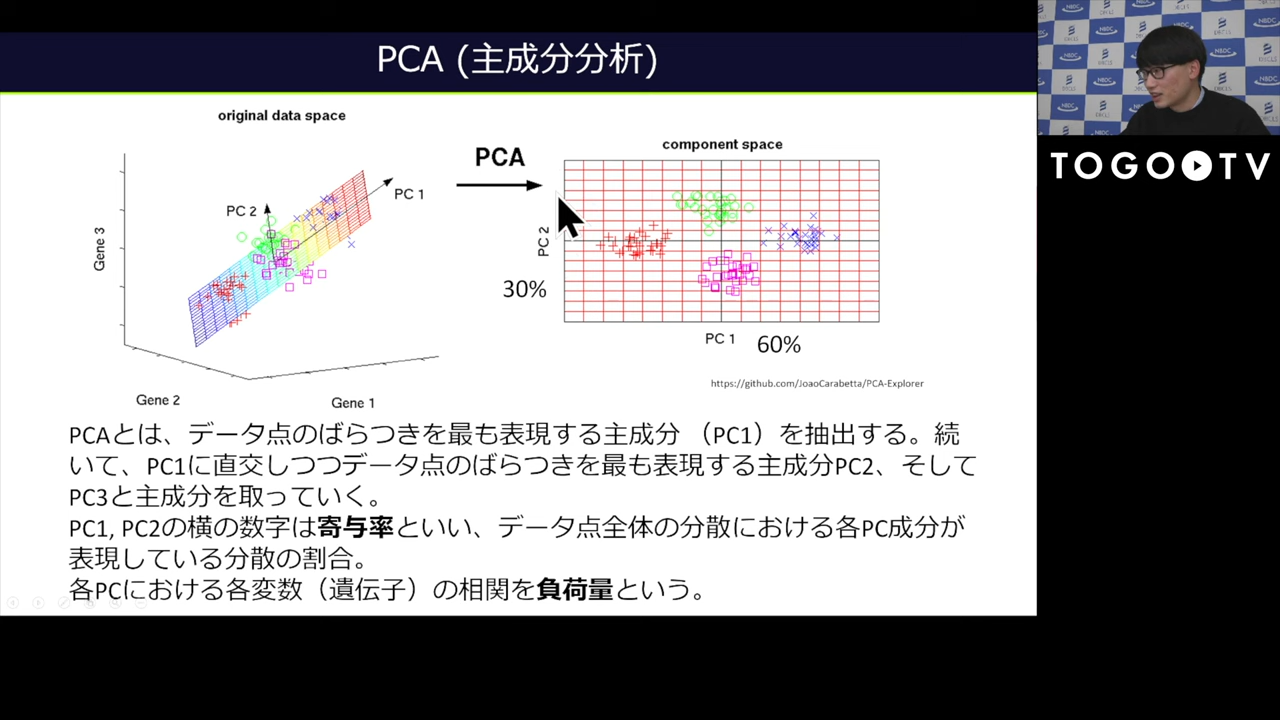 PCA (主成分分析)
original data space
PC 1
PC 2
Gene 3
Gene 2
Gene 1
PCA
component space
PC 2
30%
PC 1
60%
https://github.com/JoaoCarabetta/PCA-Explorer
PCAとは、データ点のばらつきを最も表現する主成分 （PC1）を抽出する。続
いて、PC1に直交しつつデータ点のばらつきを最も表現する主成分PC2、そして
PC3と主成分を取っていく。
PC1, PC2の横の数字は寄与率といい、データ点全体の分散における各PC成分が
表現している分散の割合。
各PCにおける各変数（遺伝子）の相関を負荷量という。
TOGO TV
NBDC
DBCLS